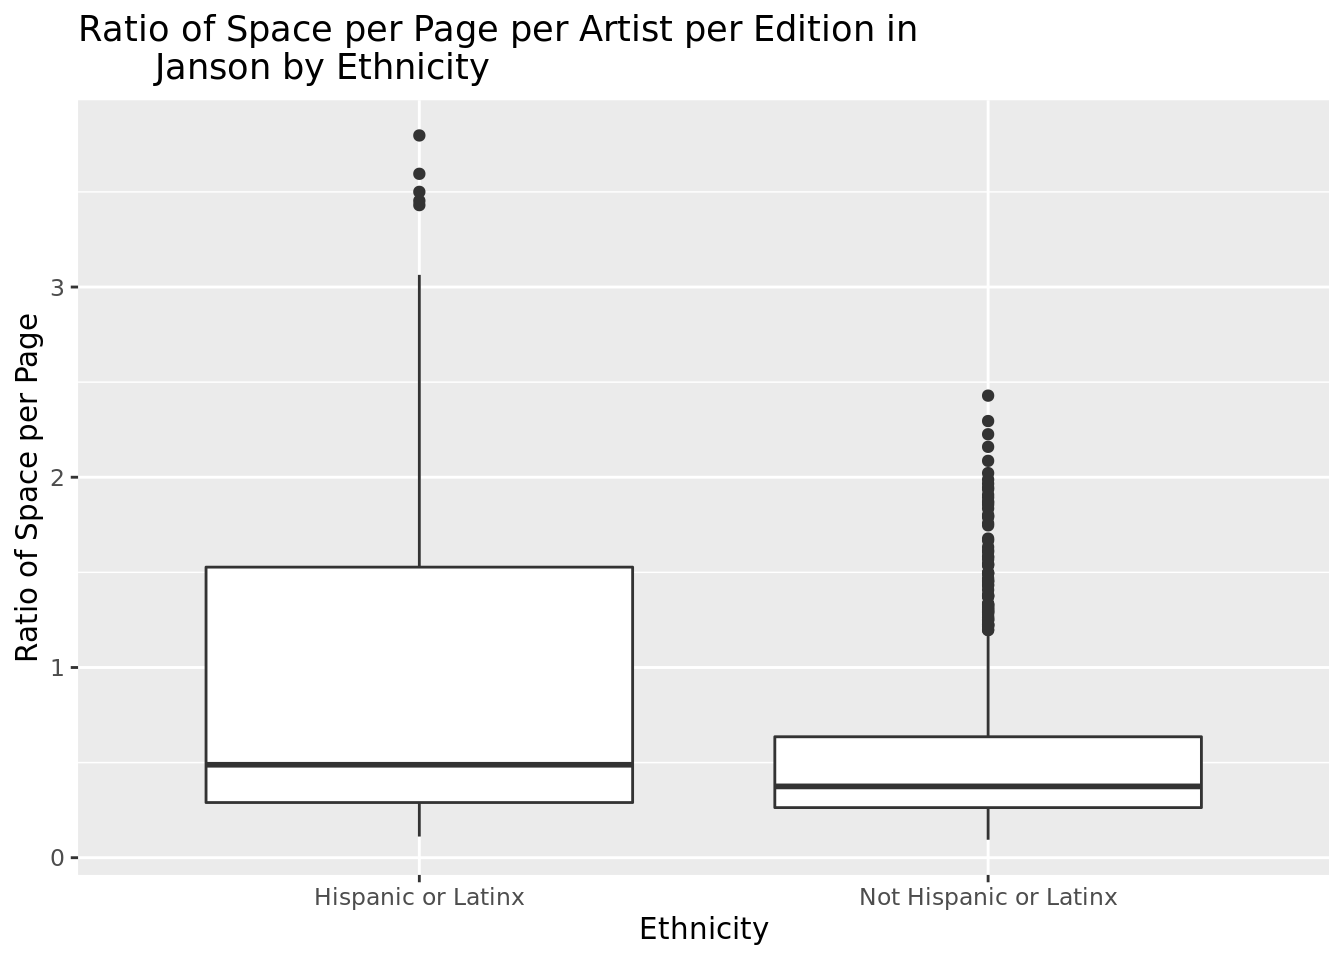 Ratio of Space per Page per Artist per Edition in
Janson by Ethnicity
Ratio of Space per Page
3
2
1
0
Hispanic or Latinx
Not Hispanic or Latinx
Ethnicity